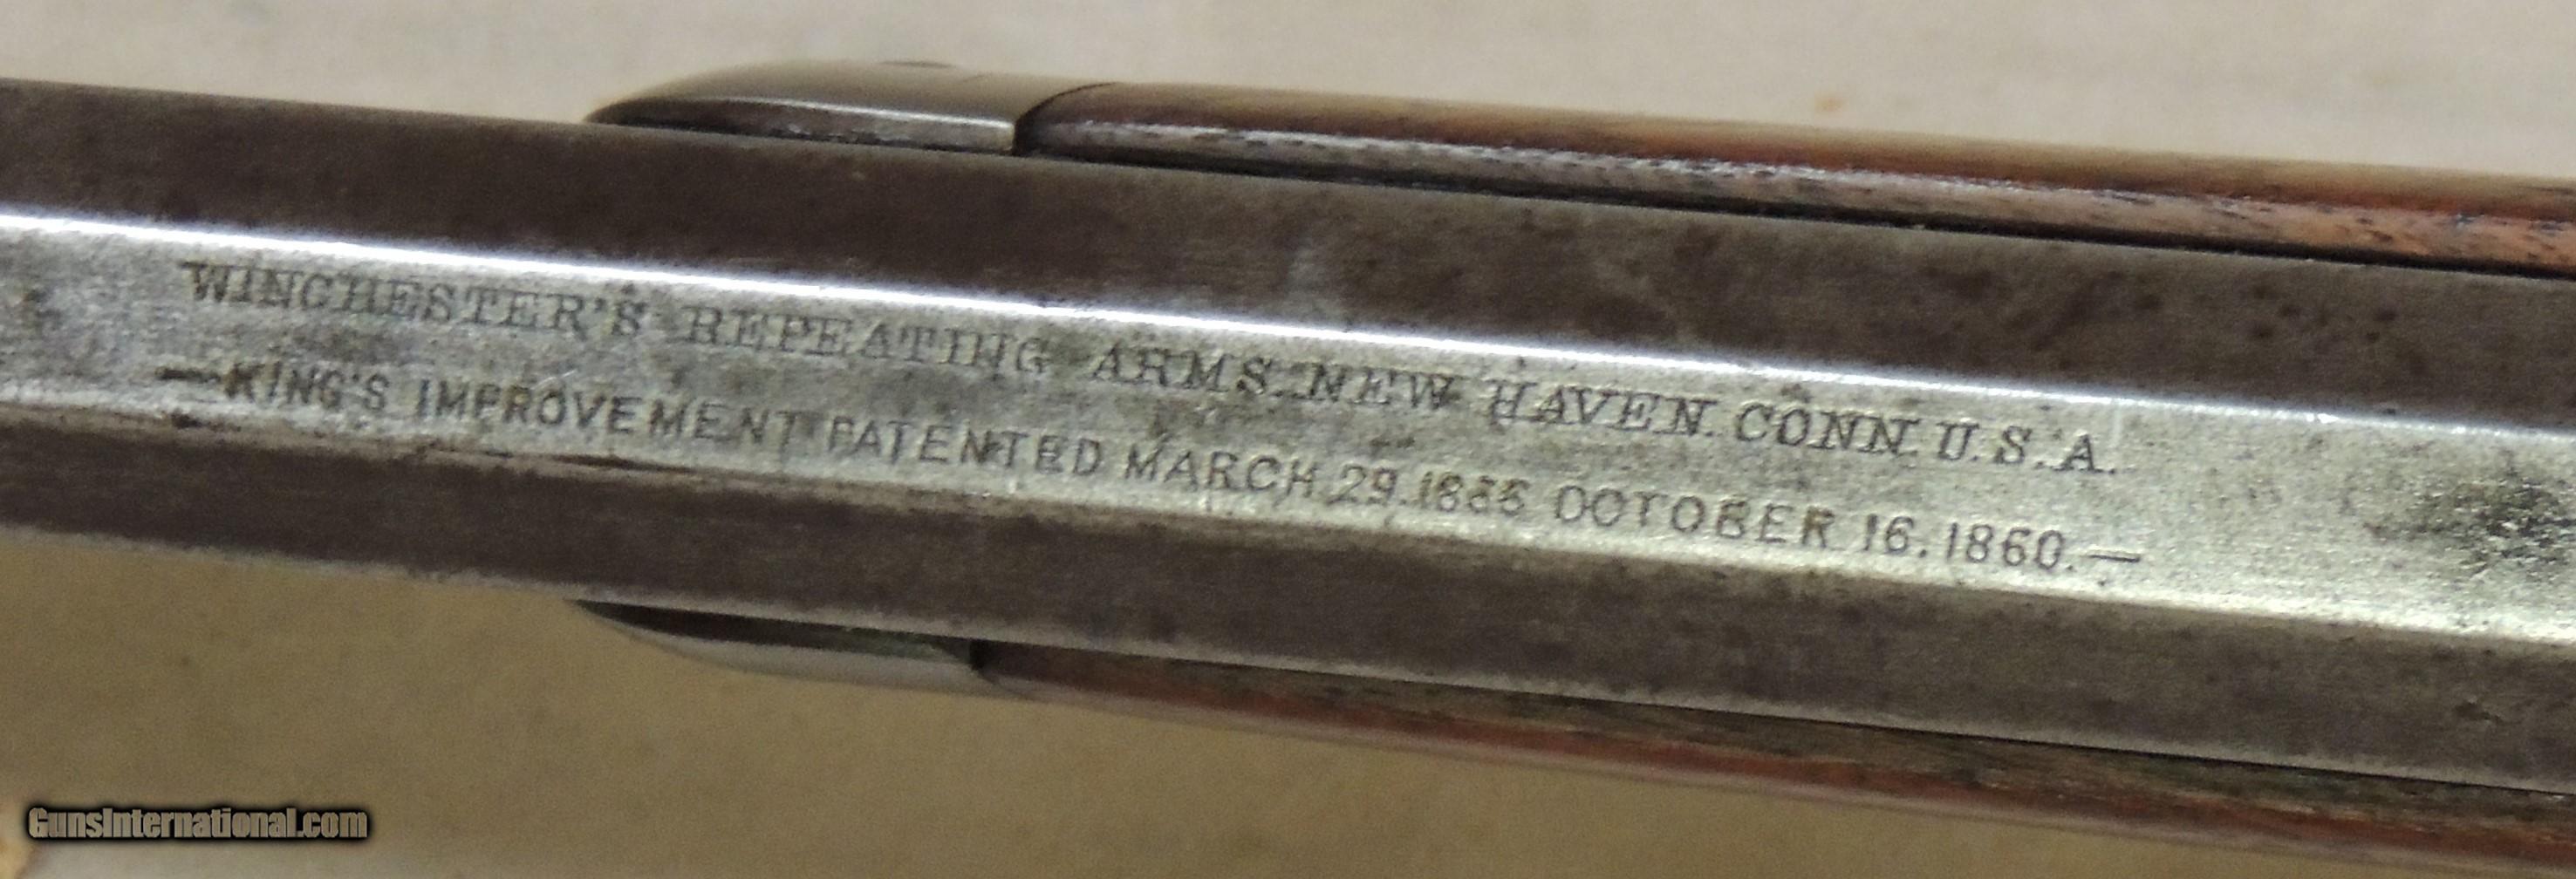 WINCHESTER'S REPEATING ARMS. NEW HAVEN. CONN. U.S.A.
—KING'S IMPROVEMENT PATENTED MARCH 29. 1866 OCTOBER 16. 1860.—
GunsInternational.com